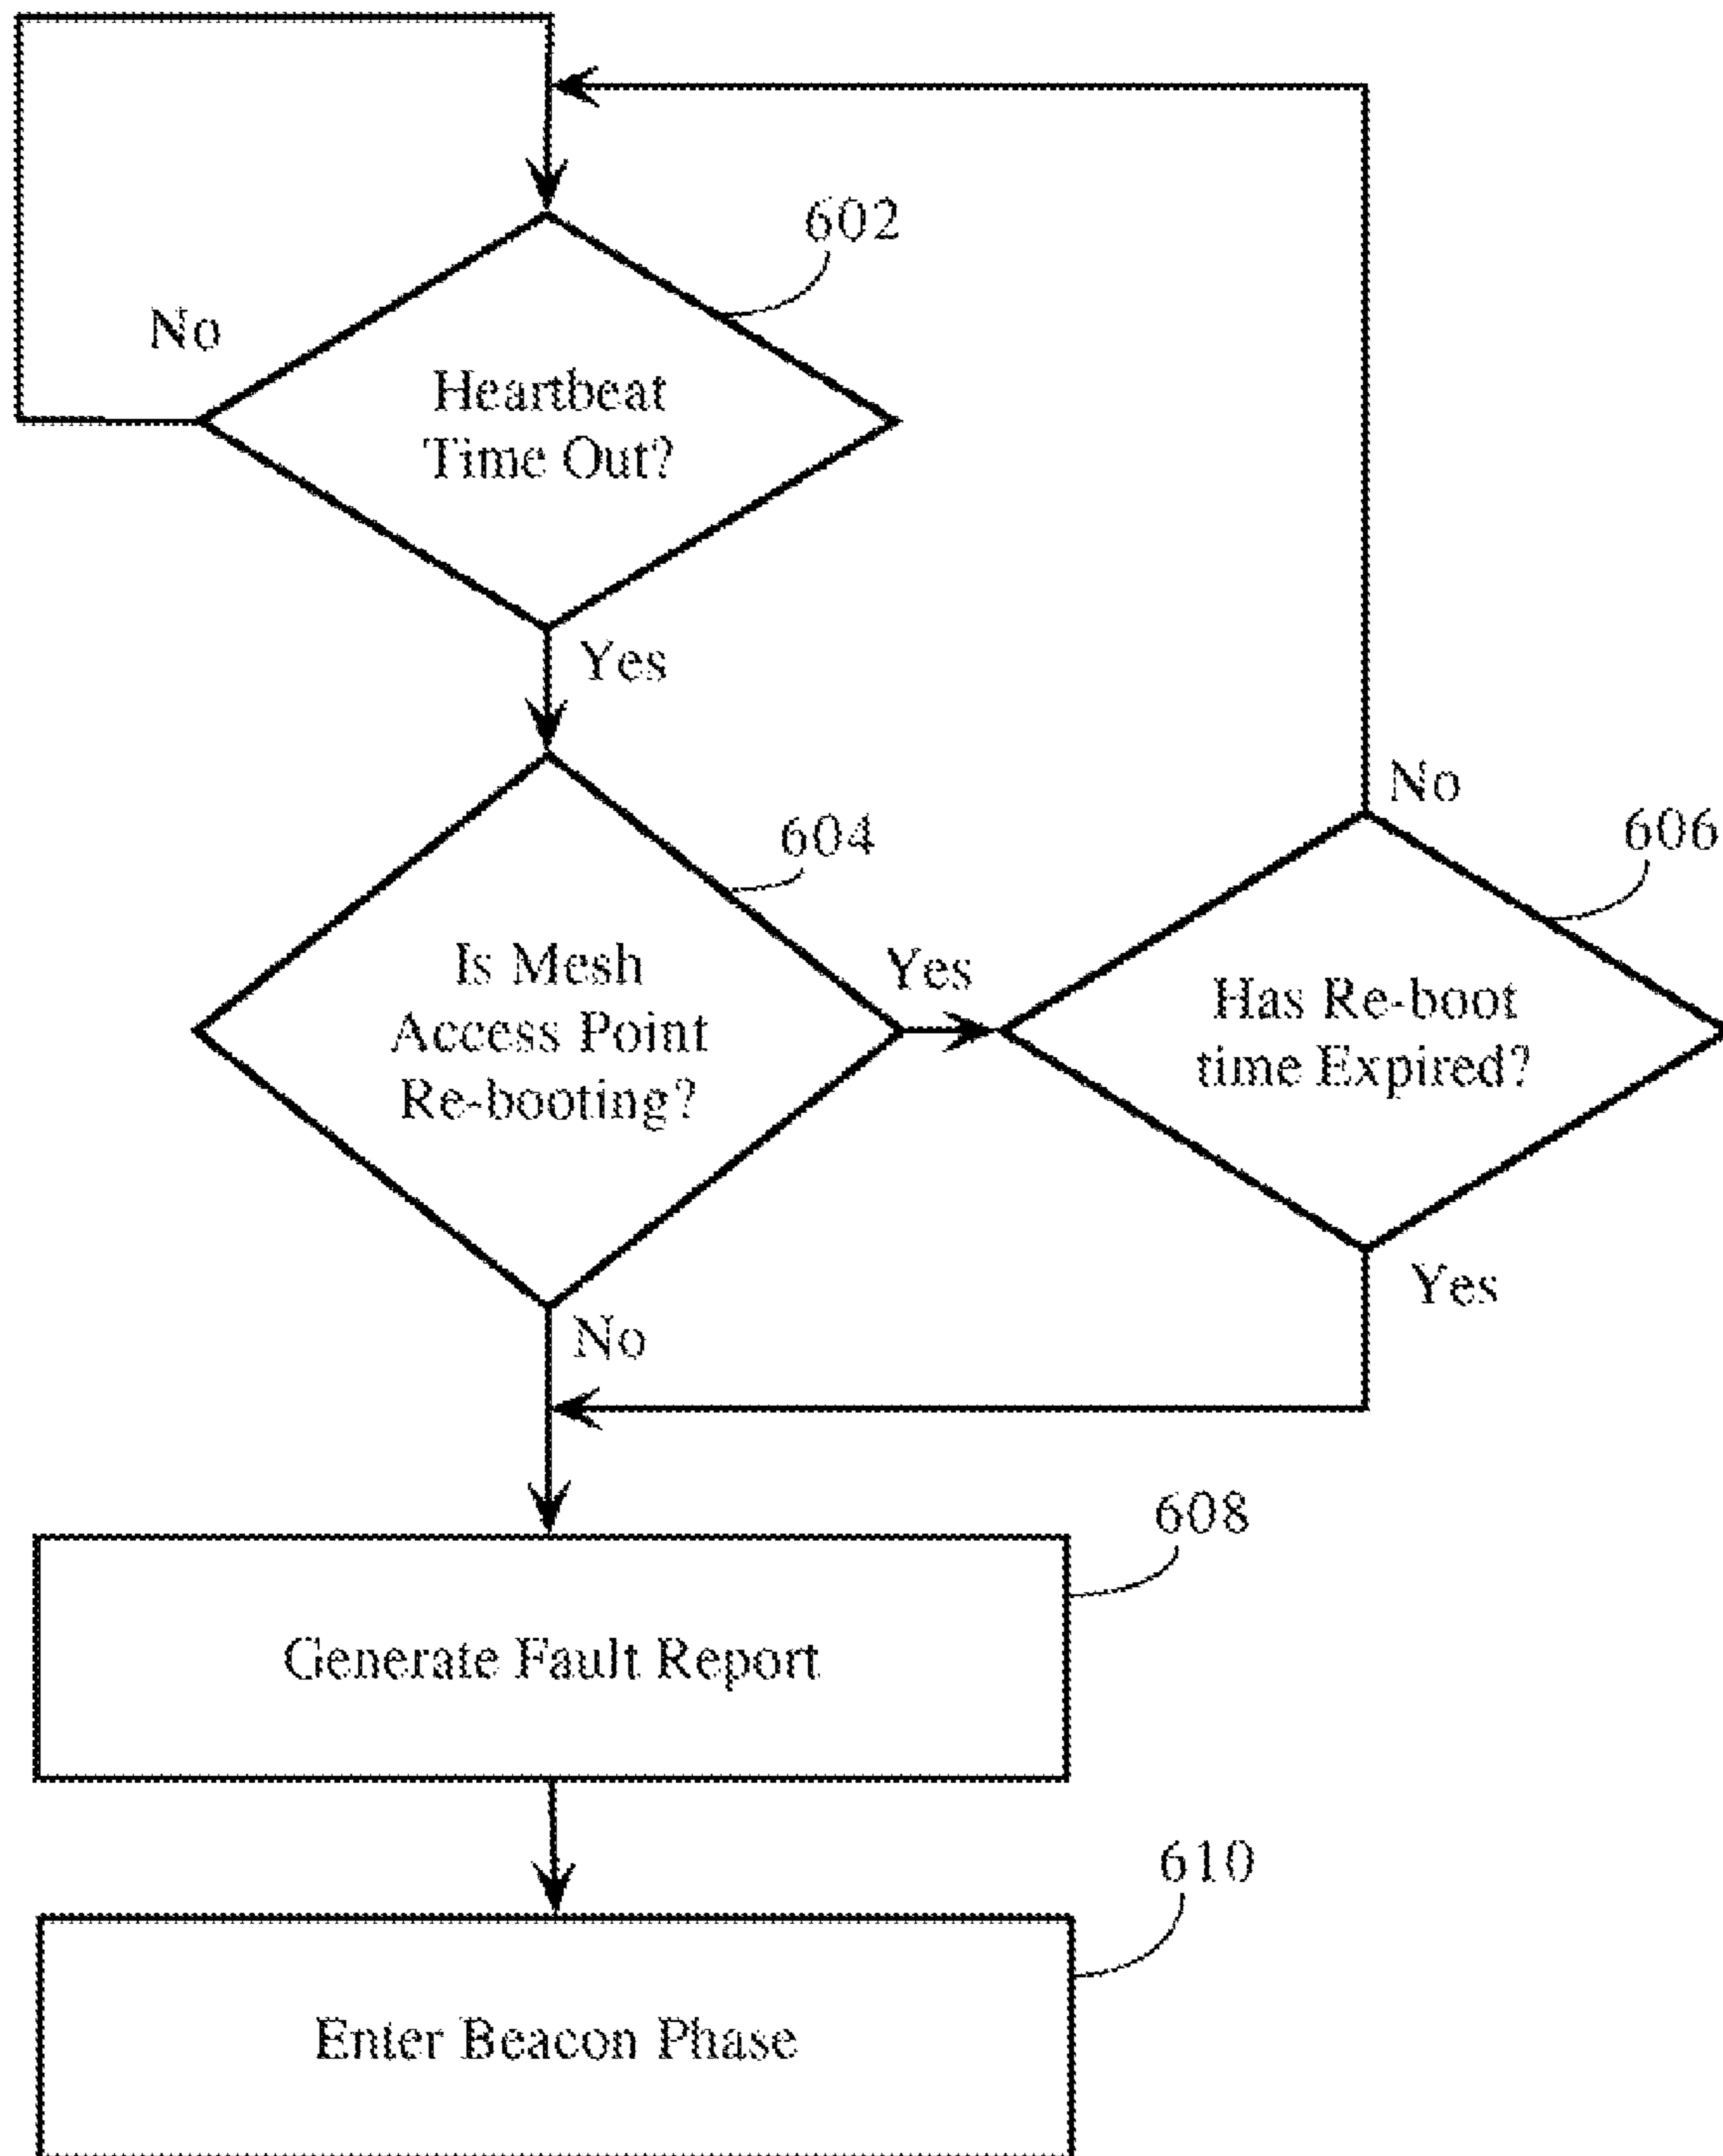 602
No
Heartbeat
Time Out?
Yes
604
Is Mesh
Access Point
Re-booting?
Yes
No
606
Has Re-boot
time Expired?
Yes
No
608
Generate Fault Report
610
Enter Beacon Phase